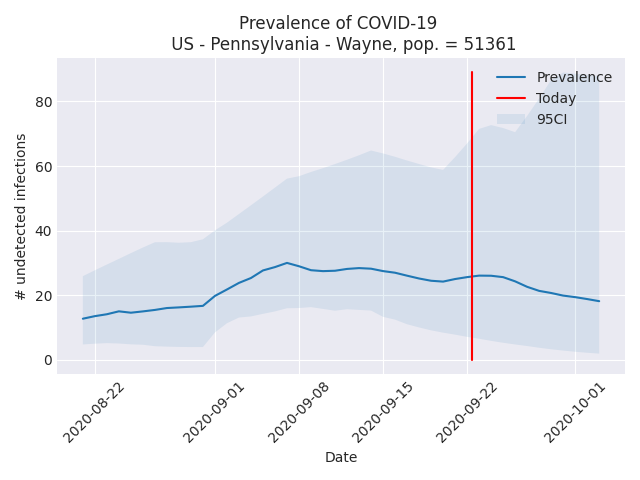 Prevalence of COVID-19
US - Pennsylvania - Wayne, pop. = 51361
Prevalence
Today
95CI
# undetected infections
80
60
40
20
0
2020-08-22
2020-09-01
2020-09-08
2020-09-15
2020-09-22
2020-10-01
Date